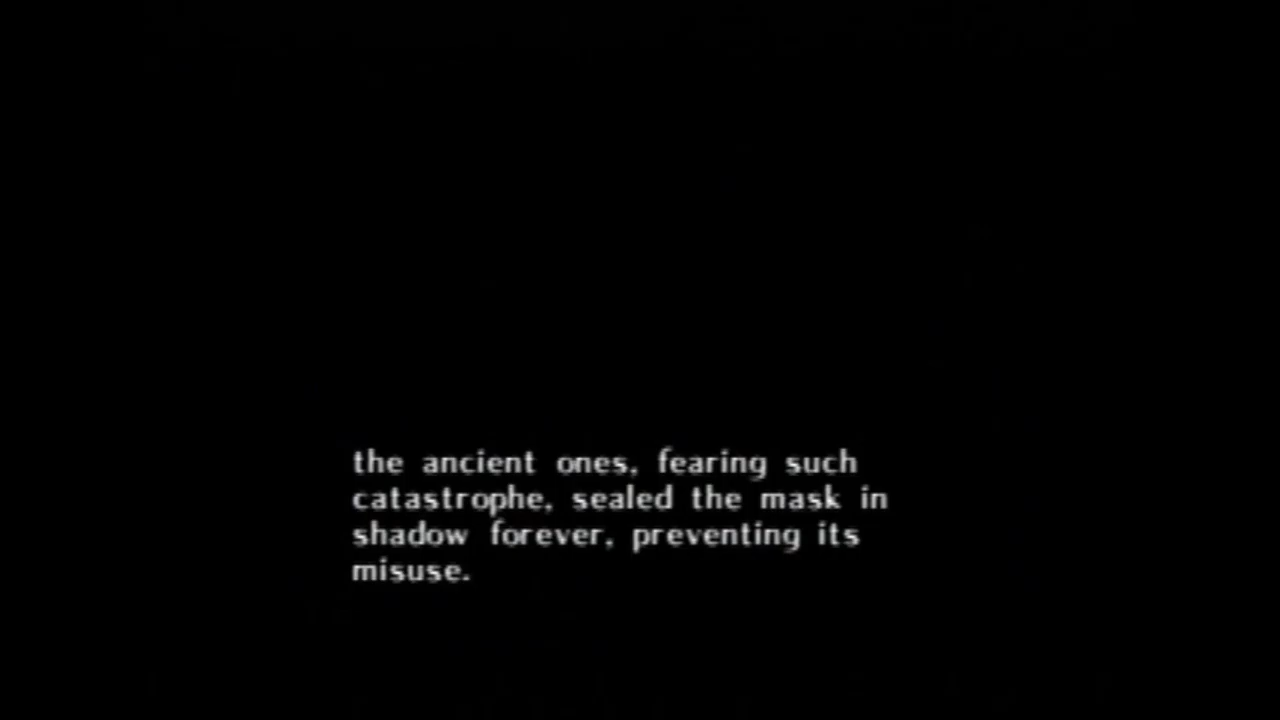 the ancient ones, fearing such
catastrophe, sealed the mask in
shadow forever, preventing its
misuse.